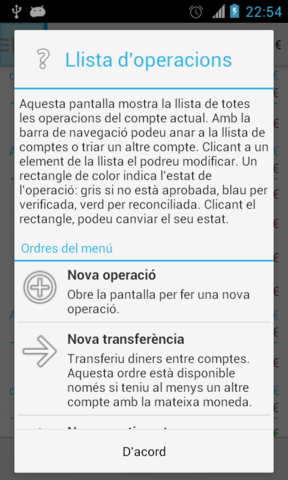 22:54
€
? Llista d'operacions
Aquesta pantalla mostra la llista de totes
les operacions del compte actual. Amb la
barra de navegació podeu anar a la llista de
comptes o triar un altre compte. Clicant a un
element de la llista el podreu modificar. Un
rectangle de color indica l'estat de
l'operació: gris si no està aprovada, blau per
verificada, verd per reconciliada. Clicant el
rectangle, podeu canviar el seu estat.
Ordres del menú
Nova operació
Obre la pantalla per fer una nova
operació.
Nova transferència
Transferiu diners entre comptes.
Aquesta ordre està disponible
només si teniu al menys un altre
compte amb la mateixa moneda.
D'acord